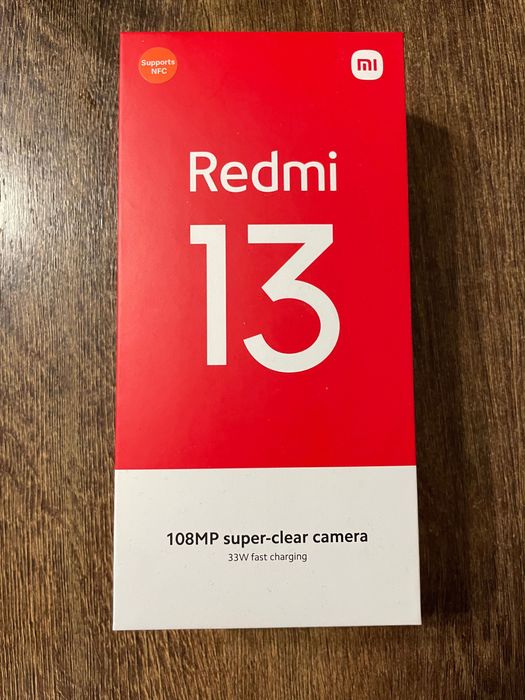 Supports
NFC
mi
Redmi
13
108MP super-clear camera
33W fast charging